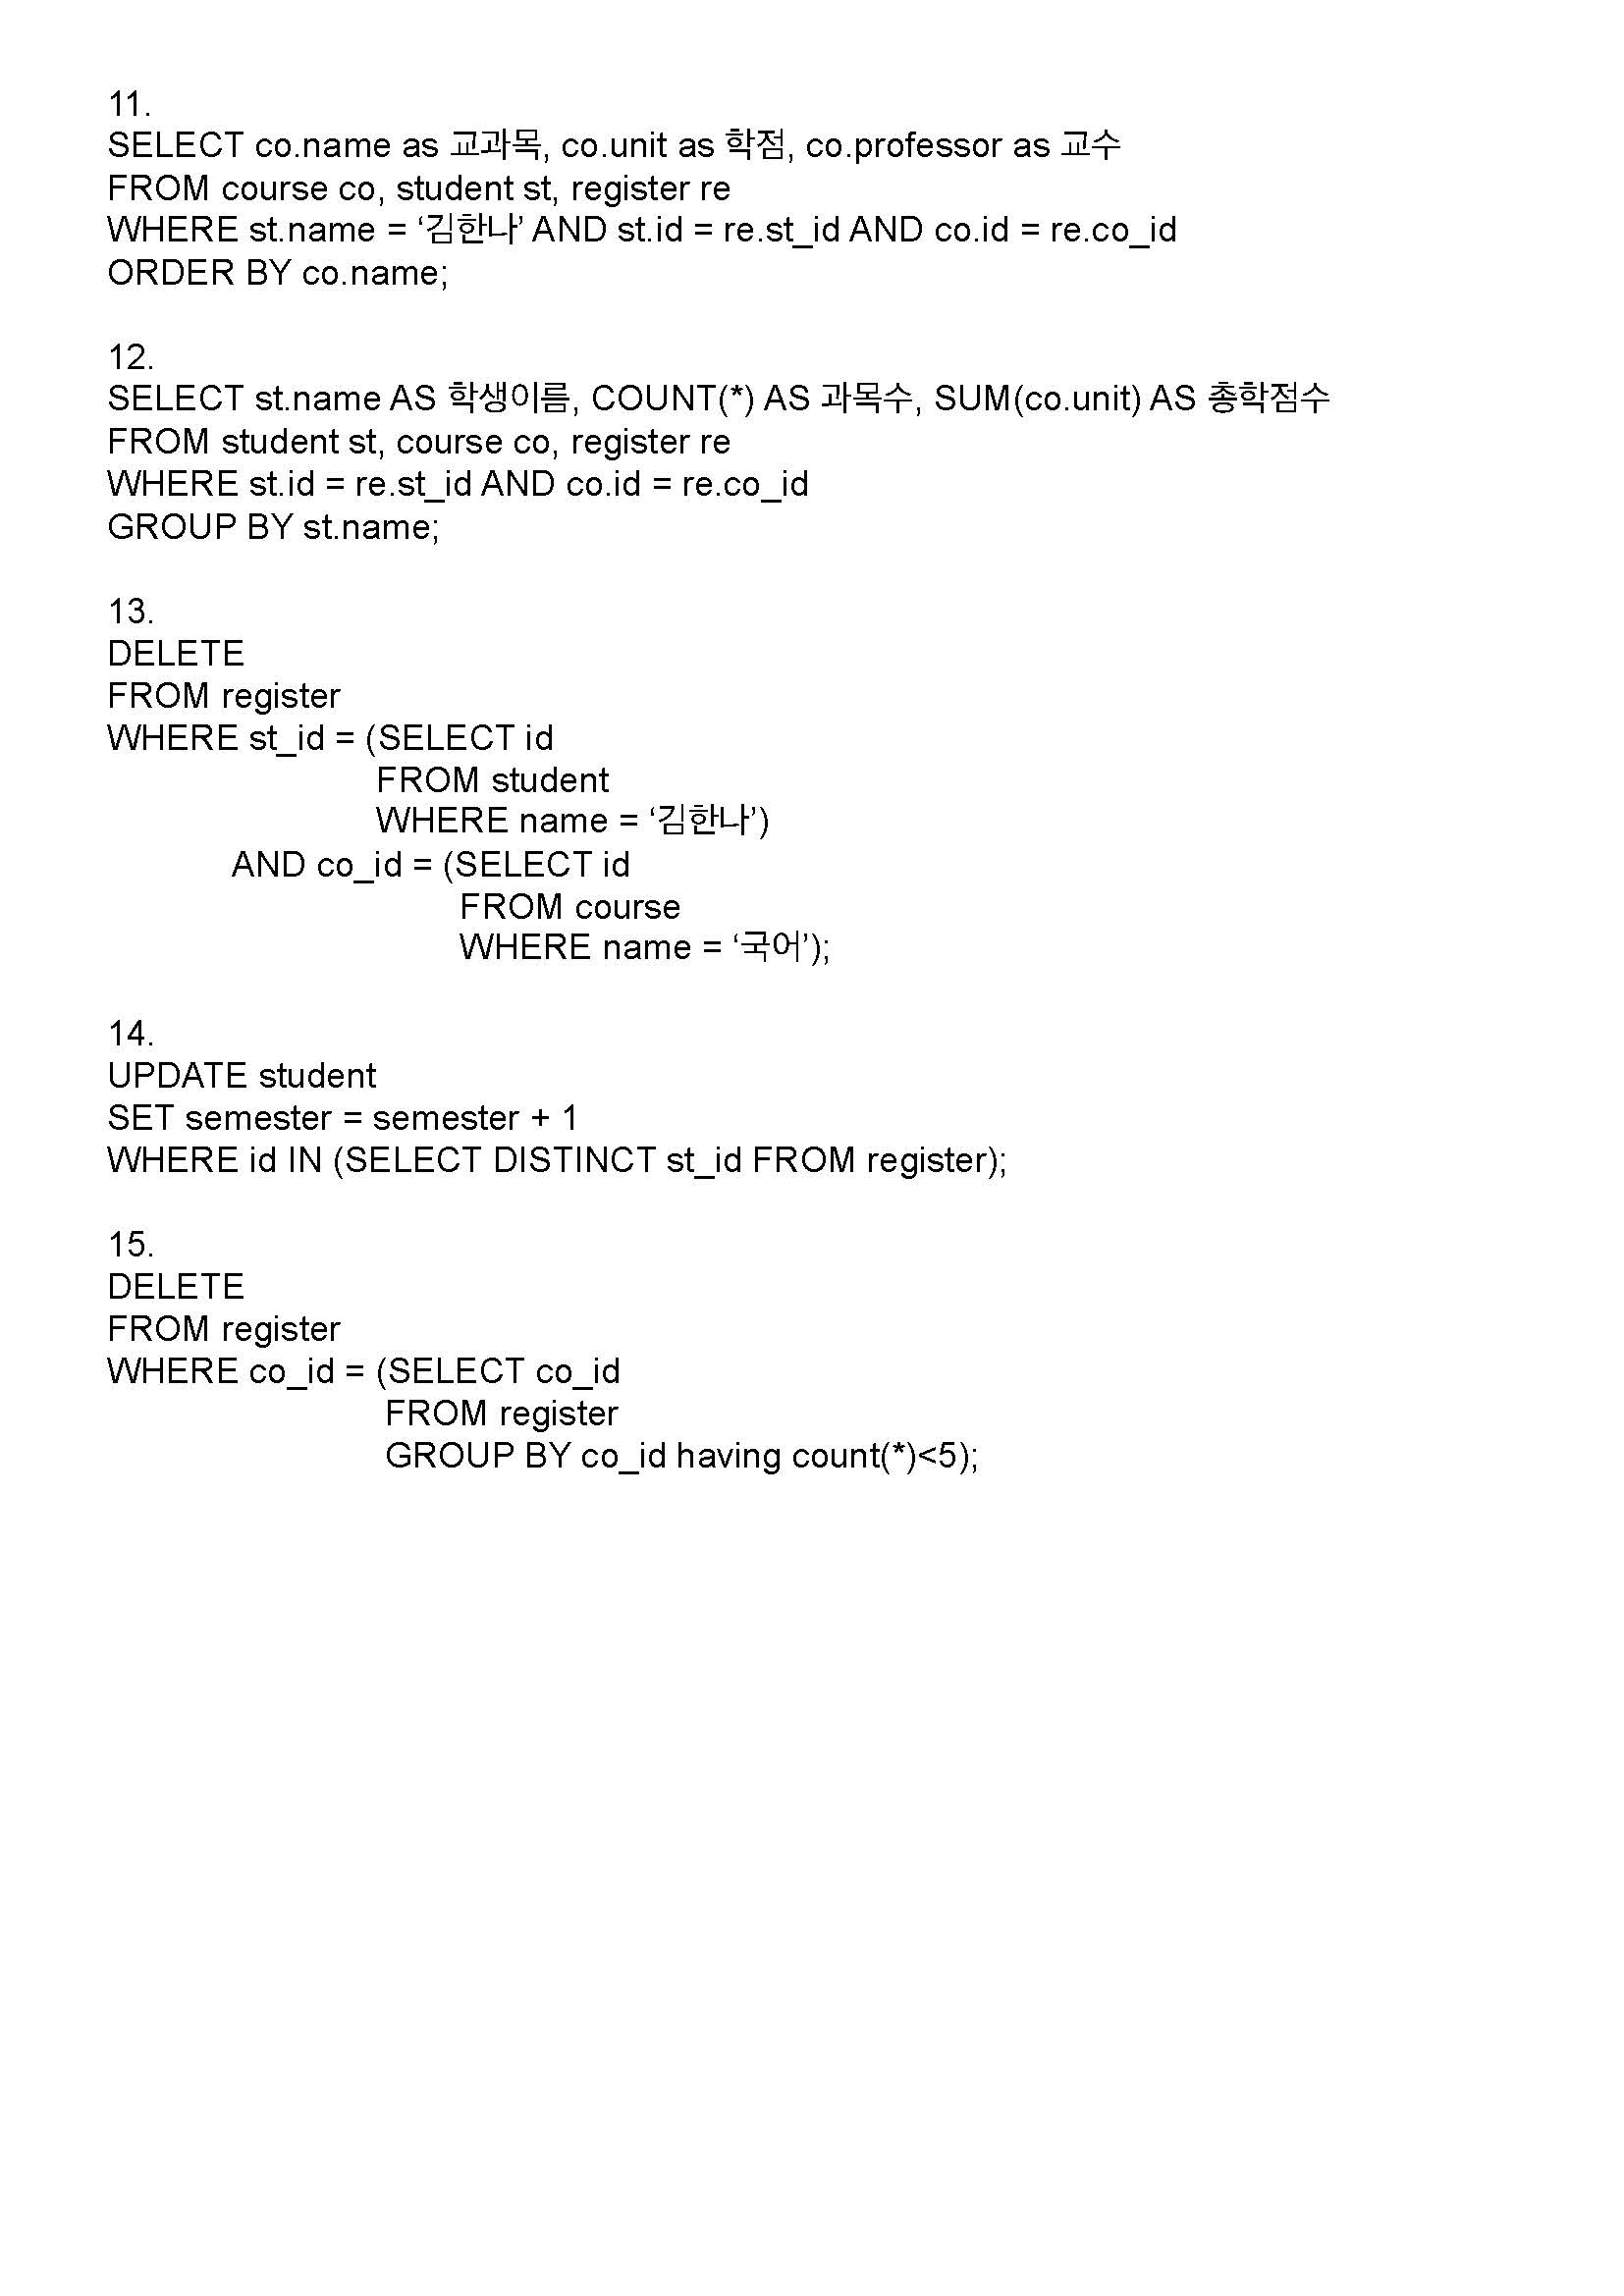 11.
SELECT co.name as 교과목, co.unit as 학점, co.professor as 교수
FROM course co, student st, register re
WHERE st.name = ‘김한나’ AND st.id = re.st_id AND co.id = re.co_id
ORDER BY co.name;
12.
SELECT st.name AS 학생이름, COUNT(*) AS 과목수, SUM(co.unit) AS 총학점수
FROM student st, course co, register re
WHERE st.id = re.st_id AND co.id = re.co_id
GROUP BY st.name;
13.
DELETE
FROM register
WHERE st_id = (SELECT id
FROM student
WHERE name = ‘김한나’)
AND co_id = (SELECT id
FROM course
WHERE name = ‘국어’);
14.
UPDATE student
SET semester = semester + 1
WHERE id IN (SELECT DISTINCT st_id FROM register);
15.
DELETE
FROM register
WHERE co_id = (SELECT co_id
FROM register
GROUP BY co_id having count(*)<5);